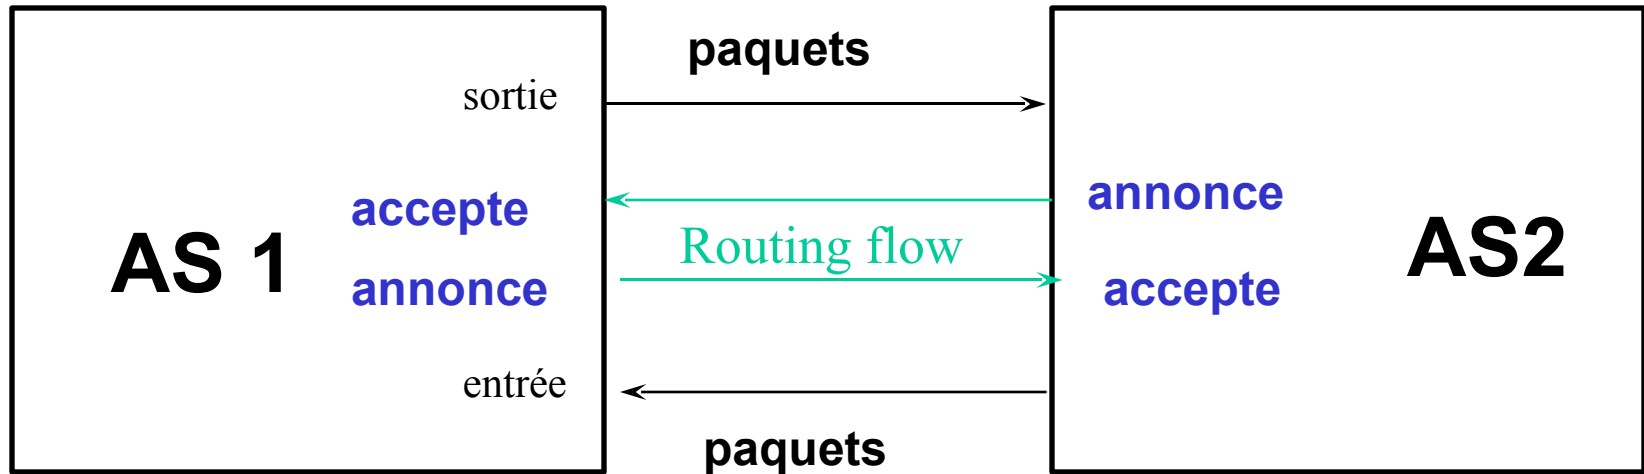 paquets
sortie
accepte
annonce
AS 1
Routing flow
AS2
annonce
accepte
entrée
paquets